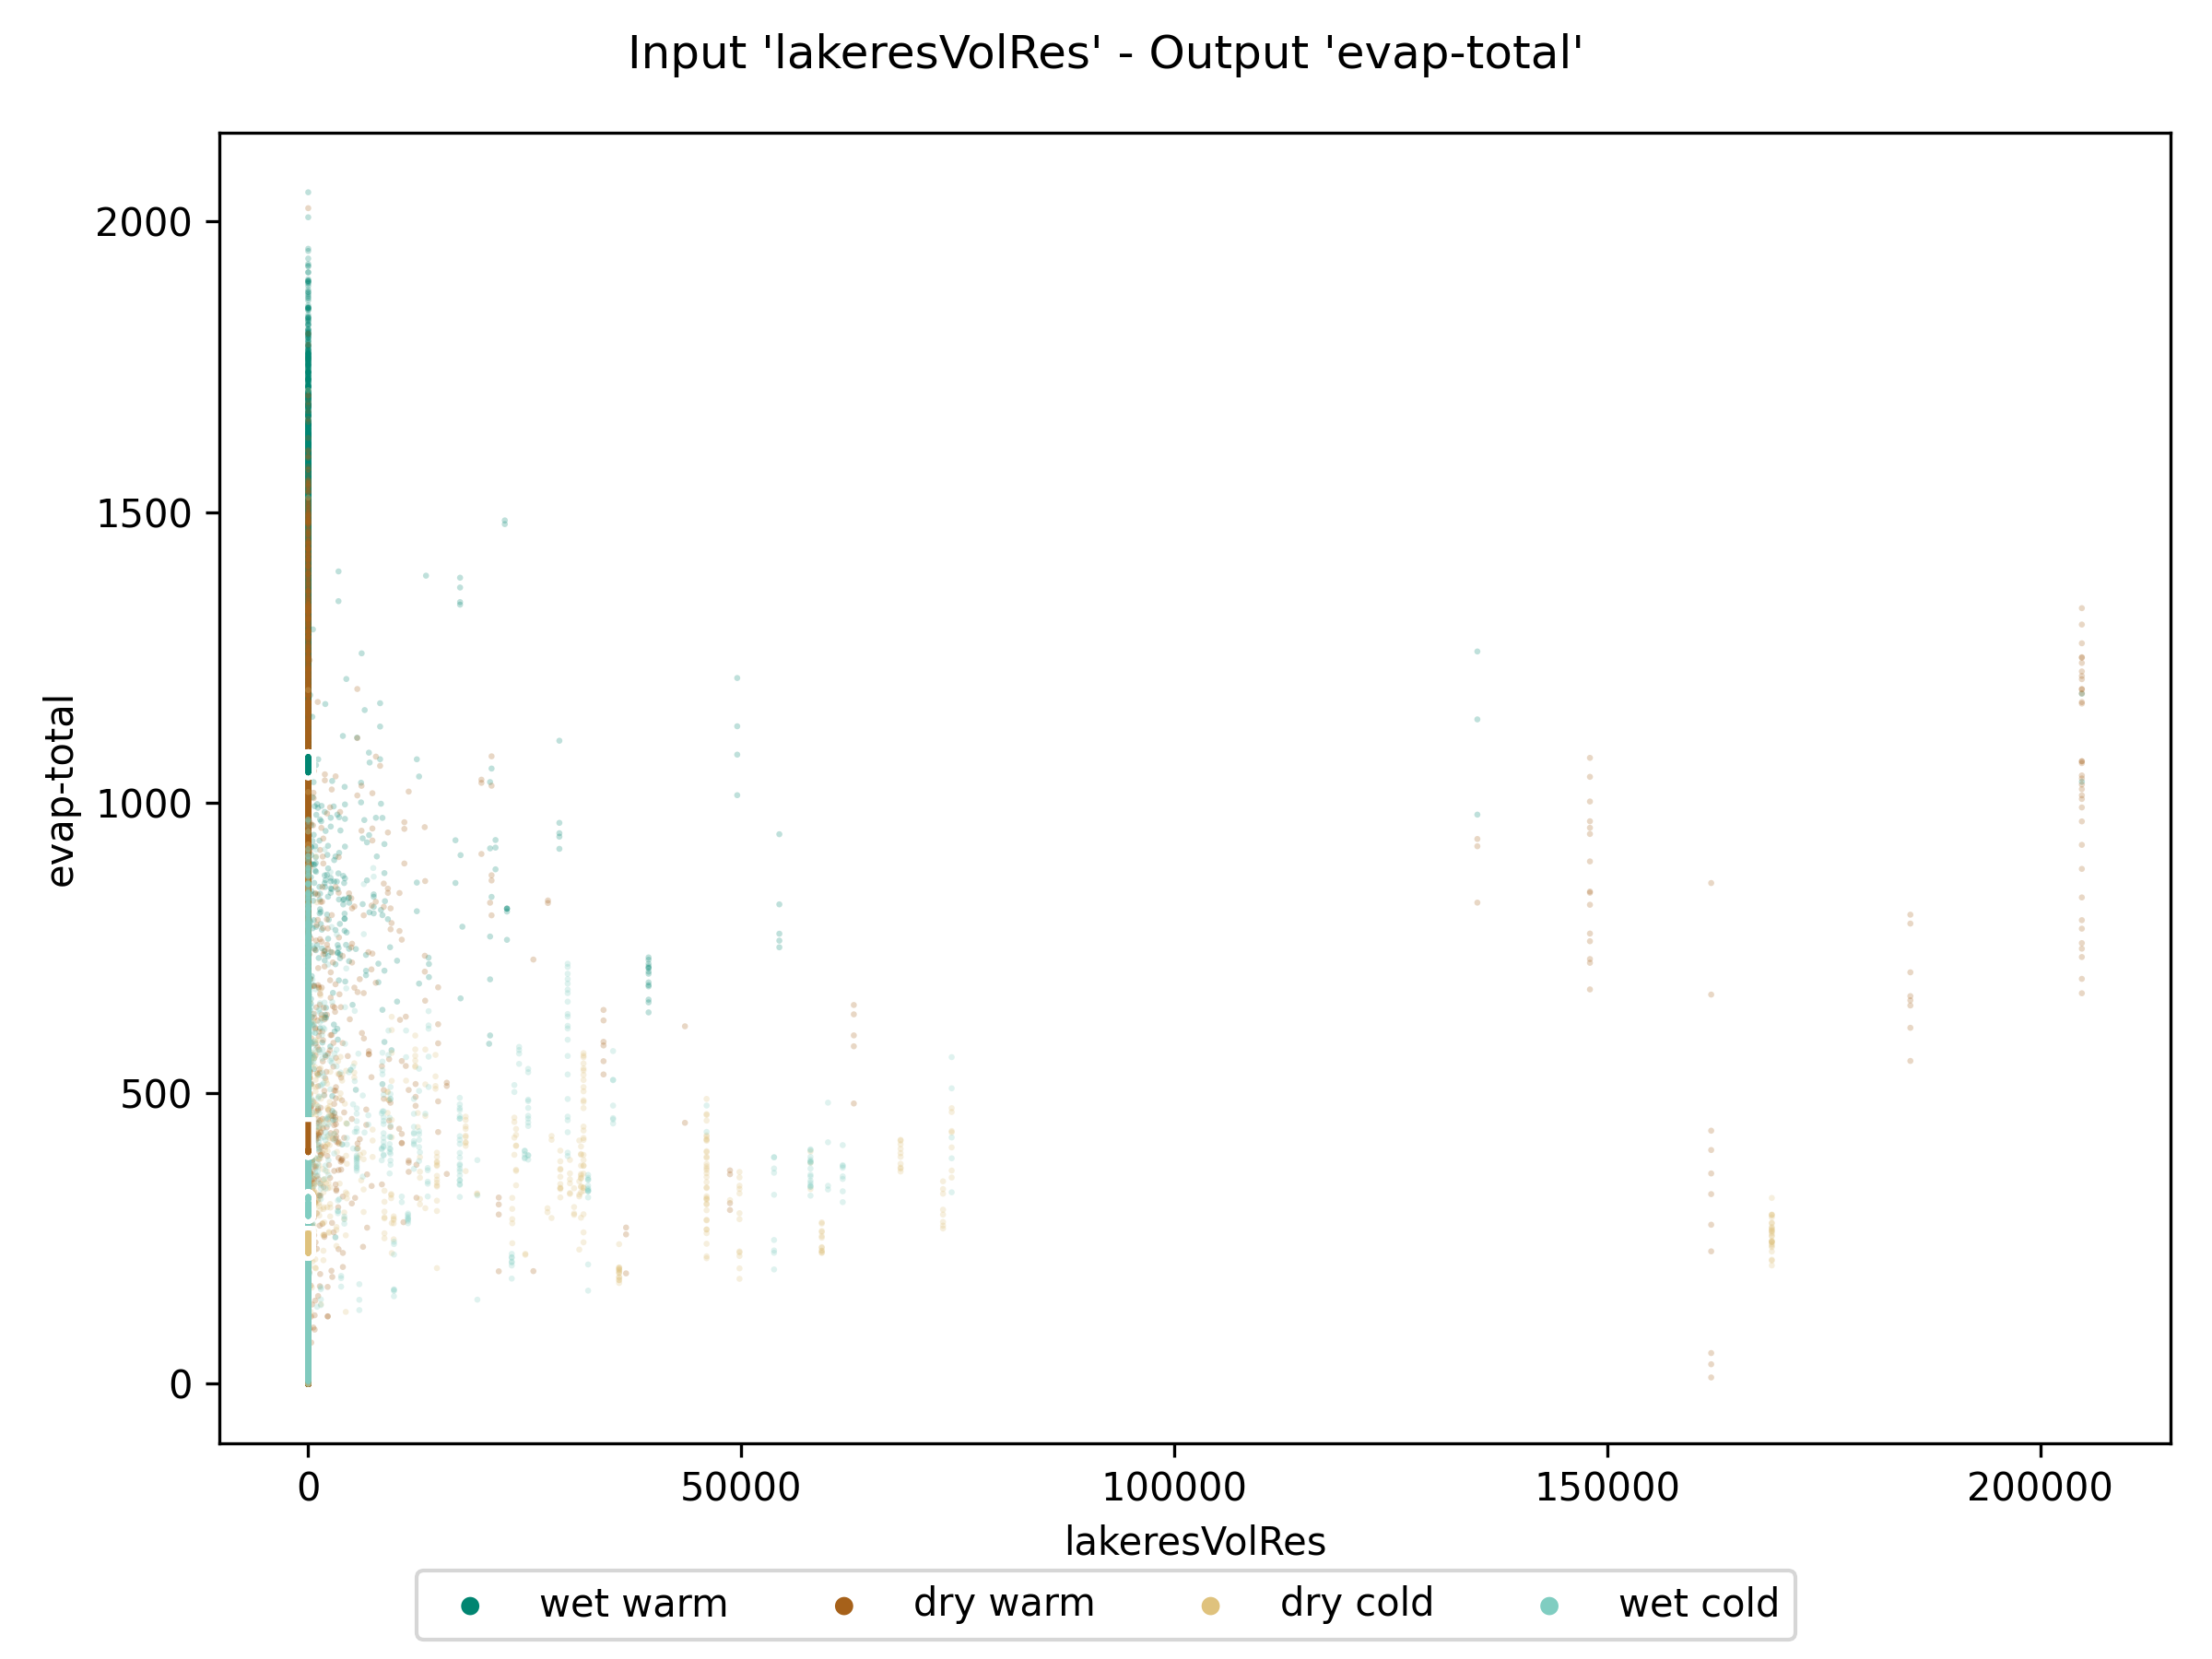 Input 'lakeresVolRes' - Output 'evap-total'
2000
1500
1000
500
0
evap-total
0 50000 100000 150000 200000
lakeresVolRes
wet warm dry warm dry cold wet cold